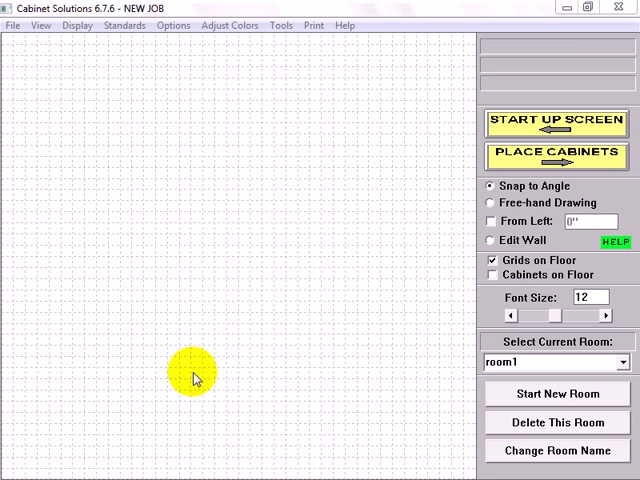 Cabinet Solutions 6.7.6 - NEW JOB
File View Display Standards Options Adjust Colors Tools Print Help
START UP SCREEN
PLACE CABINETS
Snap to Angle
Free-hand Drawing
From Left: 0"
Edit Wall HELP
Grids on Floor
Cabinets on Floor
Font Size: 12
Select Current Room:
room1
Start New Room
Delete This Room
Change Room Name